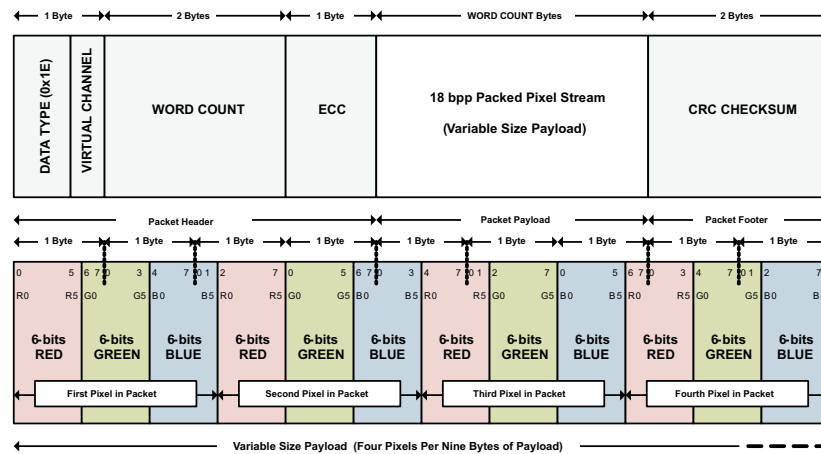 1 Byte 2 Bytes 1 Byte WORD COUNT Bytes 2 Bytes
DATA TYPE (0x1E)
VIRTUAL CHANNEL
WORD COUNT
ECC
18 bpp Packed Pixel Stream
(Variable Size Payload)
CRC CHECKSUM
Packet Header Packet Payload Packet Footer
1 Byte 1 Byte 1 Byte 1 Byte 1 Byte 1 Byte 1 Byte 1 Byte 1 Byte
0 5 6 7 0 3 4 7 0 1 2 7 0 5 6 7 0 3 4 7 0 1 2 7 0 5 6 7 0 3 4 7 0 1 2 7
R0 R5 G0 G5 B0 B5 R0 R5 G0 G5 B0 B5 R0 R5 G0 G5 B0 B5 R0 R5 G0 G5 B0 B
6-bits 6-bits 6-bits 6-bits 6-bits 6-bits 6-bits 6-bits 6-bits 6-bits 6-bits 6-bits
RED GREEN BLUE RED GREEN BLUE RED GREEN BLUE RED GREEN BLUE
First Pixel in Packet Second Pixel in Packet Third Pixel in Packet Fourth Pixel in Packet
Variable Size Payload (Four Pixels Per Nine Bytes of Payload)